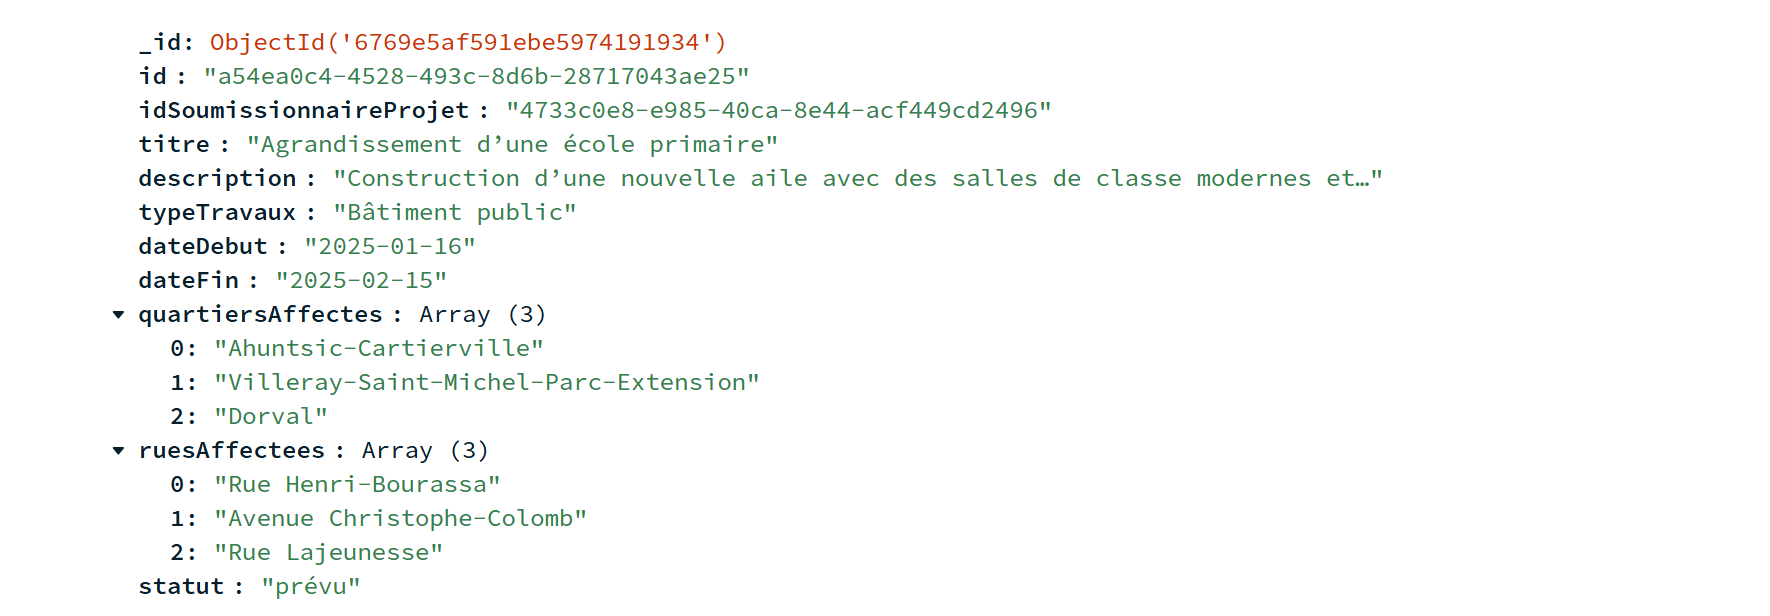 _id: ObjectId('6769e5af591ebe5974191934')
id : "a54ea0c4-4528-493c-8d6b-28717043ae25"
idSoumissionnaireProjet : "4733c0e8-e985-40ca-8e44-acf449cd2496"
titre : "Agrandissement d’une école primaire"
description : "Construction d’une nouvelle aile avec des salles de classe modernes et…"
typeTravaux : "Bâtiment public"
dateDebut : "2025-01-16"
dateFin : "2025-02-15"
quartiersAffectes : Array (3)
0: "Ahuntsic-Cartierville"
1: "Villeray-Saint-Michel-Parc-Extension"
2: "Dorval"
ruesAffectees : Array (3)
0: "Rue Henri-Bourassa"
1: "Avenue Christophe-Colomb"
2: "Rue Lajeunesse"
statut : "prévu"